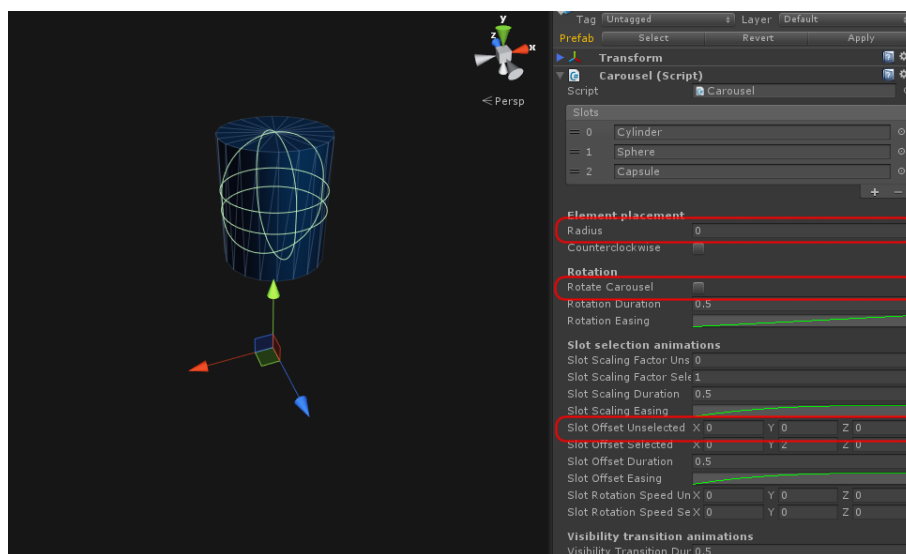 y
z
x
Persp
Tag Untagged Layer Default
Prefab Select Revert Apply
Transform
Carousel (Script)
Script Carousel
Slots
0 Cylinder
1 Sphere
2 Capsule
+ −
Element placement
Radius 0
Counterclockwise
Rotation
Rotate Carousel
Rotation Duration 0.5
Rotation Easing
Slot selection animations
Slot Scaling Factor Uns 0
Slot Scaling Factor Sele 1
Slot Scaling Duration 0.5
Slot Scaling Easing
Slot Offset Unselected X 0 Y 0 Z 0
Slot Offset Selected X 0 Y 2 Z 0
Slot Offset Duration 0.5
Slot Offset Easing
Slot Rotation Speed Un X 0 Y 0 Z 0
Slot Rotation Speed Se X 0 Y 0 Z 0
Visibility transition animations
Visibility Transition Dur 0.5